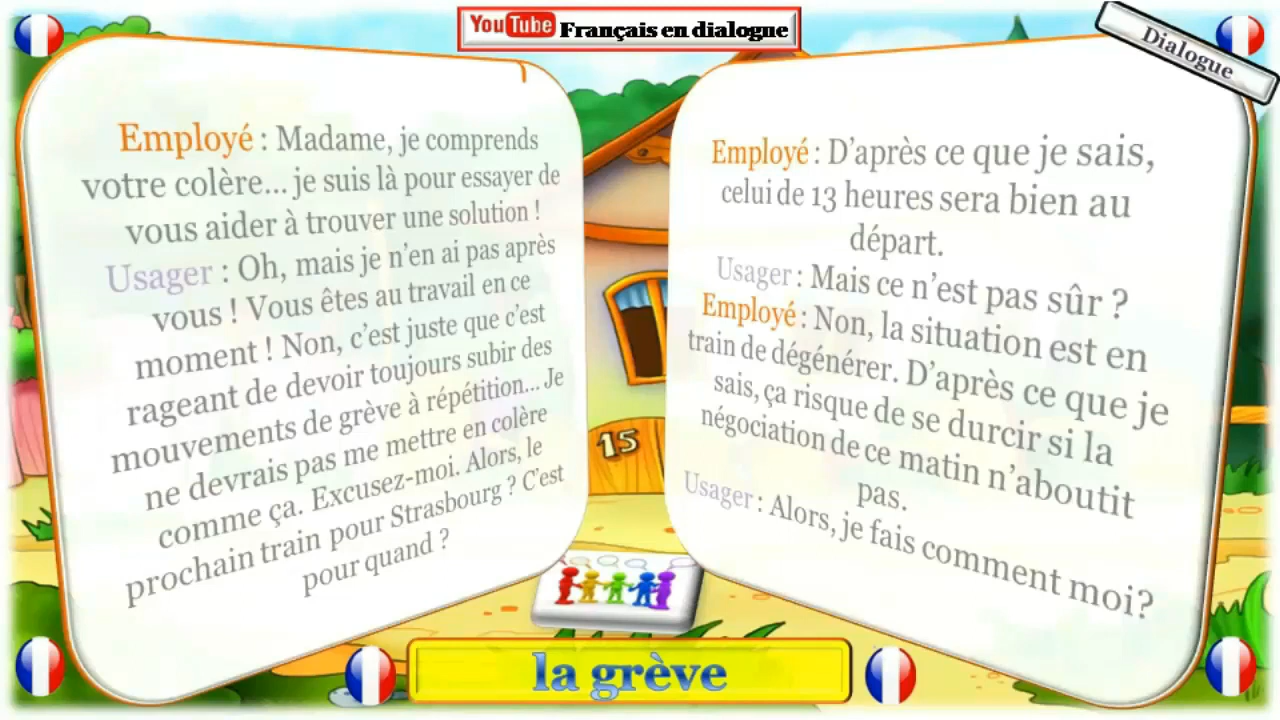 YouTube Français en dialogue
Dialogue
Employé : Madame, je comprends
votre colère... je suis là pour essayer de
vous aider à trouver une solution !
Usager : Oh, mais je n'en ai pas après
vous ! Vous êtes au travail en ce
moment ! Non, c'est juste que c'est
rageant de devoir toujours subir des
mouvements de grève à répétition... Je
ne devrais pas me mettre en colère
comme ça. Excusez-moi. Alors, le
prochain train pour Strasbourg ? C'est
pour quand ?
Employé : D'après ce que je sais,
celui de 13 heures sera bien au
départ.
Usager : Mais ce n'est pas sûr ?
Employé : Non, la situation est en
train de dégénérer. D'après ce que je
sais, ça risque de se durcir si la
négociation de ce matin n'aboutit
pas.
Usager : Alors, je fais comment moi?
15
la grève